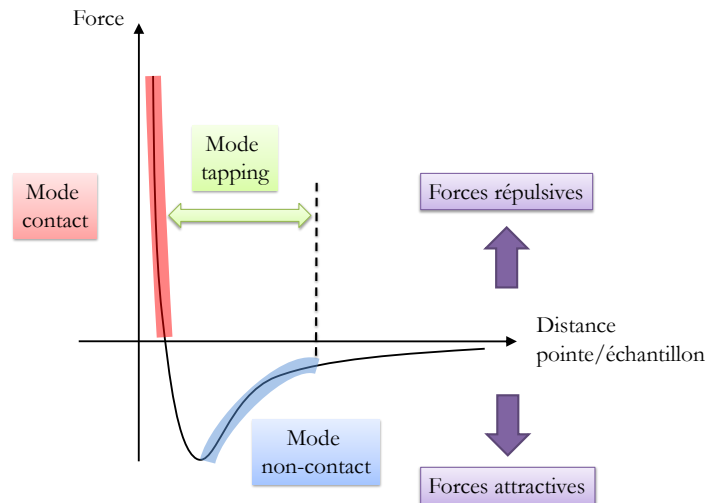 Force
Mode
tapping
Mode
contact
Forces répulsives
Distance
pointe/échantillon
Mode
non-contact
Forces attractives